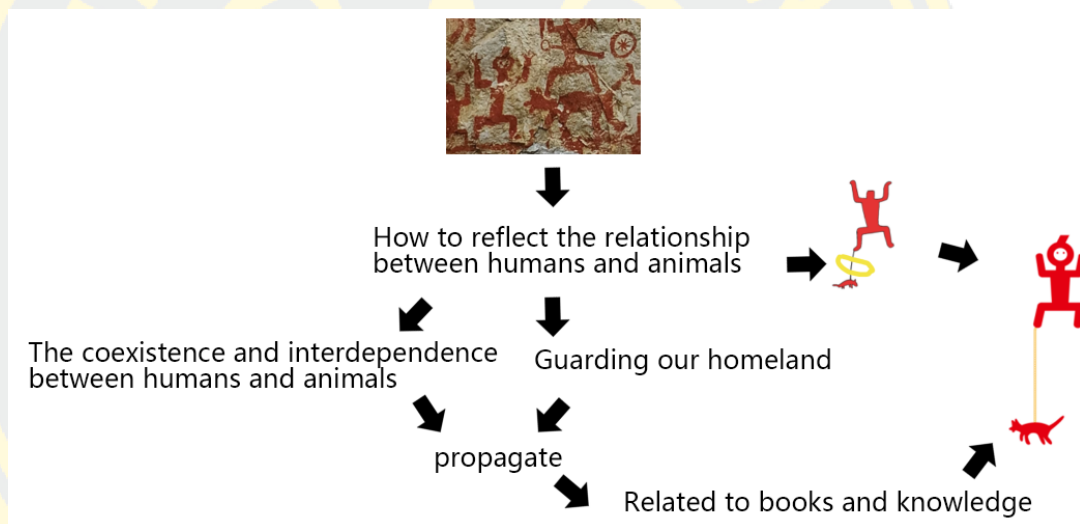 How to reflect the relationship
between humans and animals
The coexistence and interdependence
between humans and animals
Guarding our homeland
propagate
Related to books and knowledge